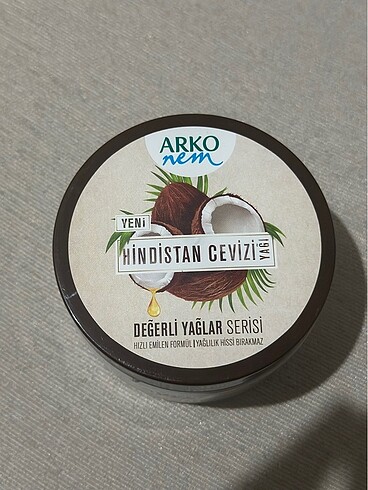 ARKO
nem
YENİ
HİNDİSTAN CEVİZİ YAĞI
DEĞERLİ YAĞLAR SERİSİ
HIZLI EMİLEN FORMÜL | YAĞLILIK HİSSİ BIRAKMAZ